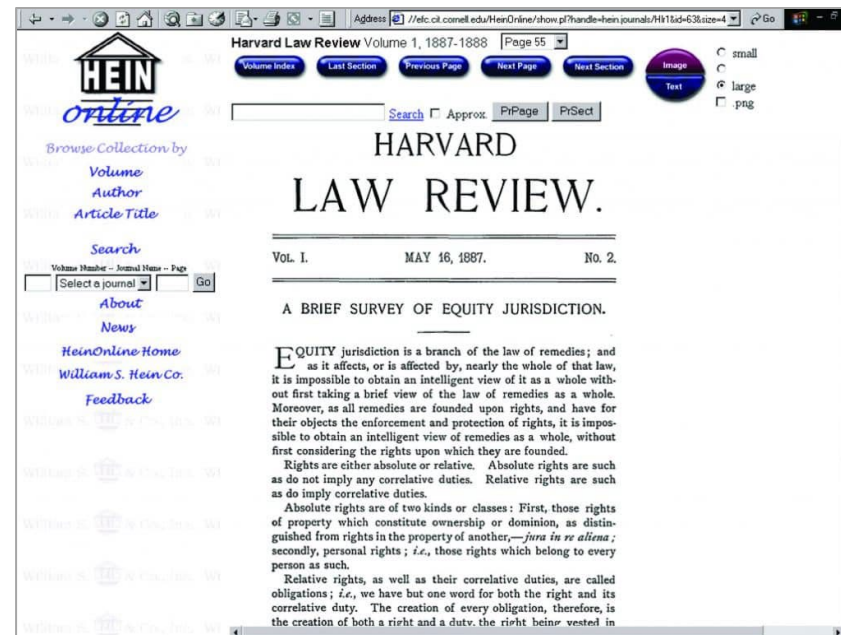 Address //efc.cit.cornell.edu/HeinOnline/show.pl?handle=hein.journals/Hlr1&id=63&size=4 Go
HEIN
online
Browse Collection by
Volume
Author
Article Title
Search
Volume Number -- Journal Name -- Page
Select a journal Go
About
News
HeinOnline Home
William S. Hein Co.
Feedback
Harvard Law Review Volume 1, 1887-1888 Page 55
Volume Index Last Section Previous Page Next Page Next Section
Image
Text
small
large
.png
Search Approx. PrPage PrSect
HARVARD
LAW REVIEW.
VOL. I. MAY 16, 1887. No. 2.
A BRIEF SURVEY OF EQUITY JURISDICTION.
EQUITY jurisdiction is a branch of the law of remedies; and
as it affects, or is affected by, nearly the whole of that law,
it is impossible to obtain an intelligent view of it as a whole with-
out first taking a brief view of the law of remedies as a whole.
Moreover, as all remedies are founded upon rights, and have for
their objects the enforcement and protection of rights, it is impos-
sible to obtain an intelligent view of remedies as a whole, without
first considering the rights upon which they are founded.
Rights are either absolute or relative. Absolute rights are such
as do not imply any correlative duties. Relative rights are such
as do imply correlative duties.
Absolute rights are of two kinds or classes: First, those rights
of property which constitute ownership or dominion, as distin-
guished from rights in the property of another,—jura in re aliena;
secondly, personal rights; i.e., those rights which belong to every
person as such.
Relative rights, as well as their correlative duties, are called
obligations; i.e., we have but one word for both the right and its
correlative duty. The creation of every obligation, therefore, is
the creation of both a right and a duty, the right being vested in